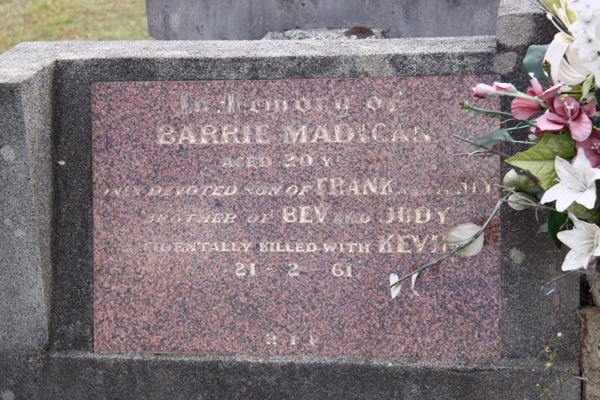 In Memory of
BARRIE MADIGAN
AGED 20 Y
ONLY DEVOTED SON OF FRANK AND
BROTHER OF BEV AND JUDY
ACCIDENTALLY KILLED WITH KEVIN
21 - 2 - 61
R.I.P.